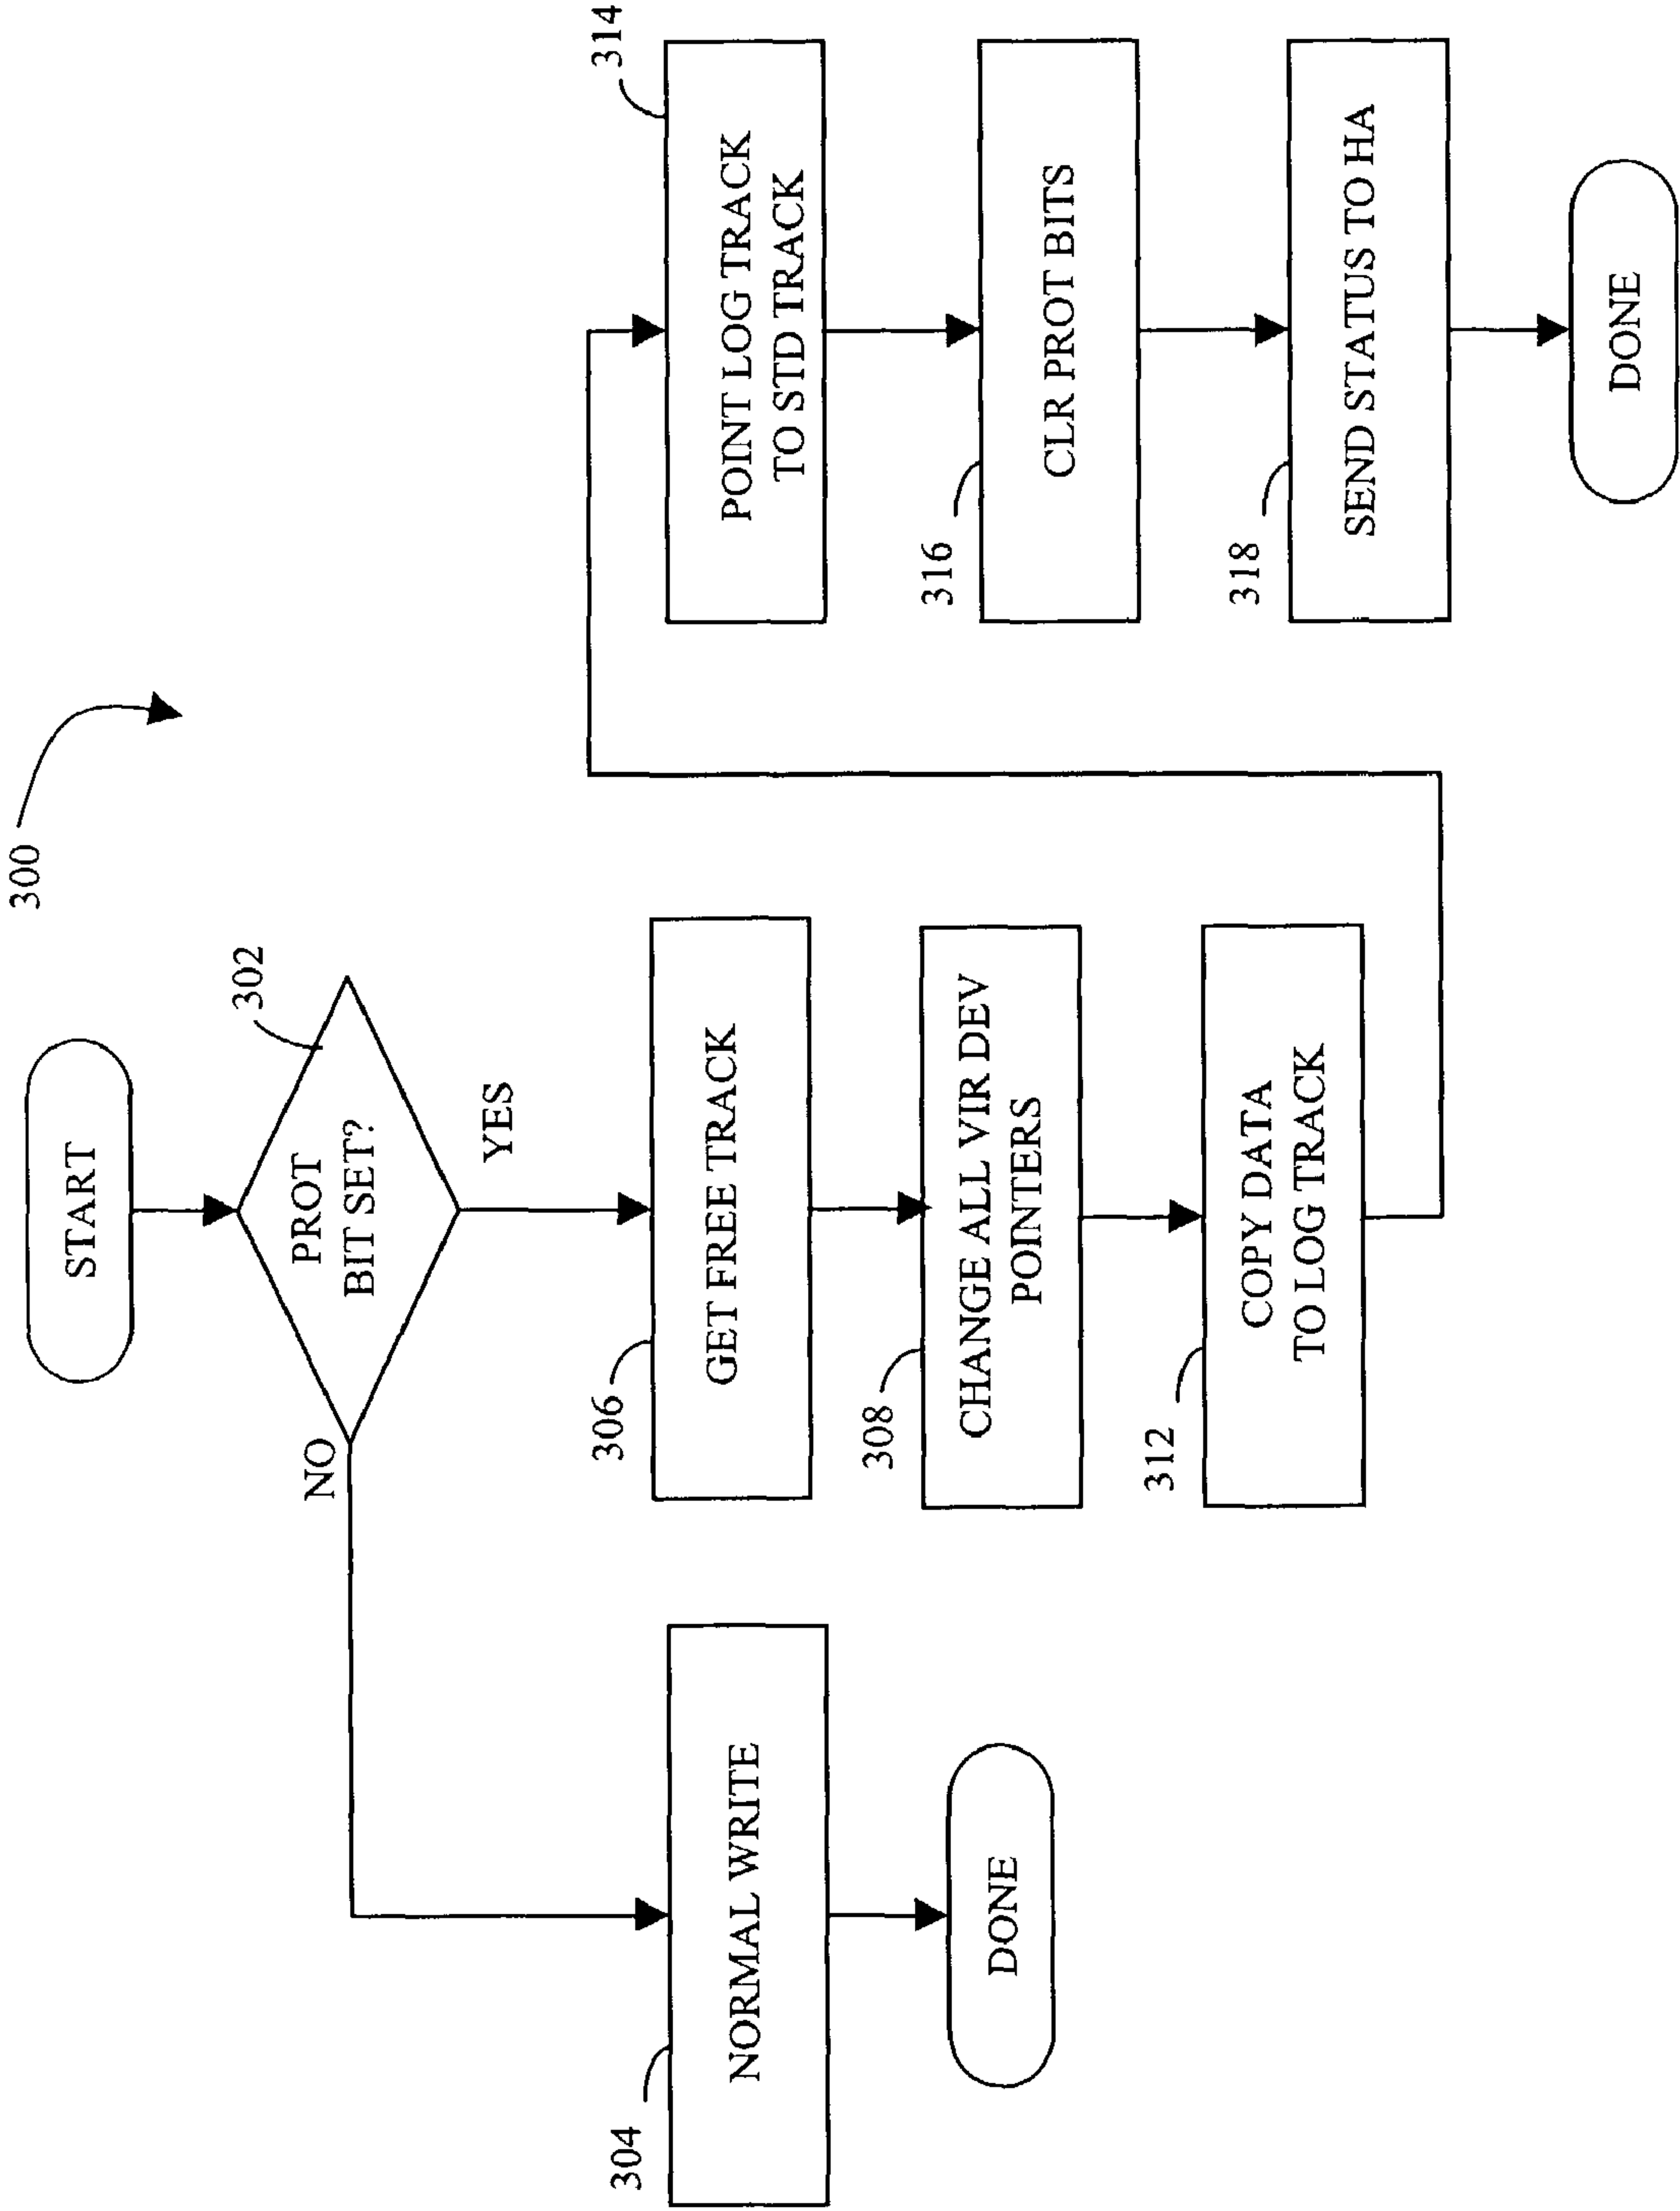 300
START
302
PROT
BIT SET?
NO
YES
304
NORMAL WRITE
DONE
306
GET FREE TRACK
308
CHANGE ALL VIR DEV
POINTERS
312
COPY DATA
TO LOG TRACK
314
POINT LOG TRACK
TO STD TRACK
316
CLR PROT BITS
318
SEND STATUS TO HA
DONE